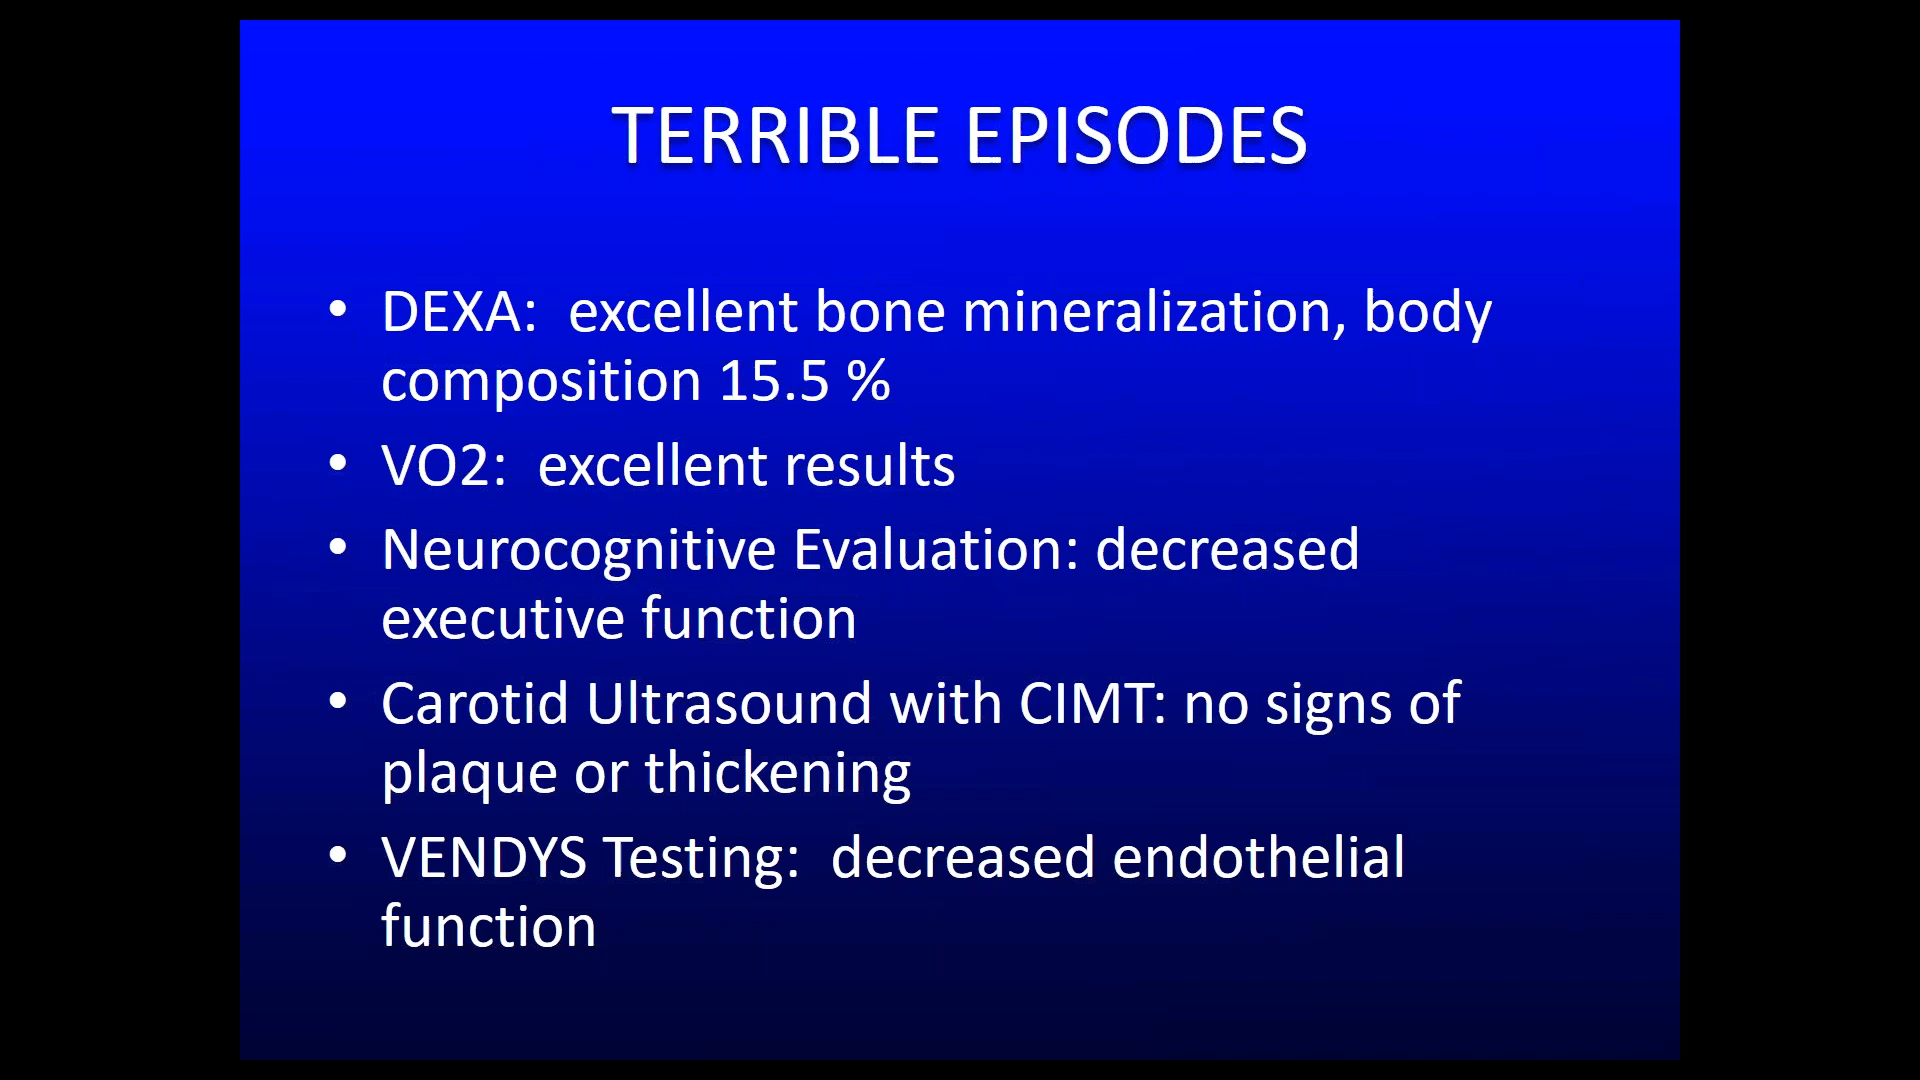 TERRIBLE EPISODES
• DEXA:  excellent bone mineralization, body
composition 15.5 %
• VO2:  excellent results
• Neurocognitive Evaluation: decreased
executive function
• Carotid Ultrasound with CIMT: no signs of
plaque or thickening
• VENDYS Testing:  decreased endothelial
function